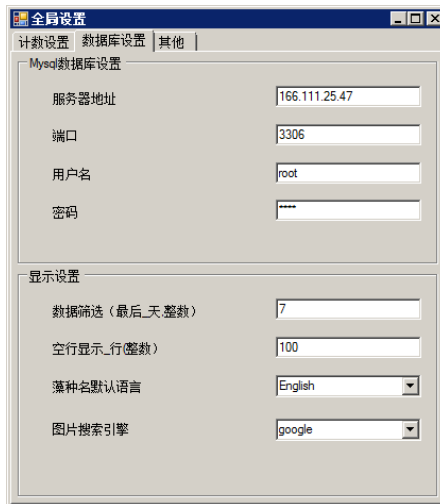 全局设置
计数设置 数据库设置 其他
Mysql数据库设置
服务器地址 166.111.25.47
端口 3306
用户名 root
密码 ****
显示设置
数据筛选（最后_天.整数） 7
空行显示_行(整数） 100
藻种名默认语言 English
图片搜索引擎 google